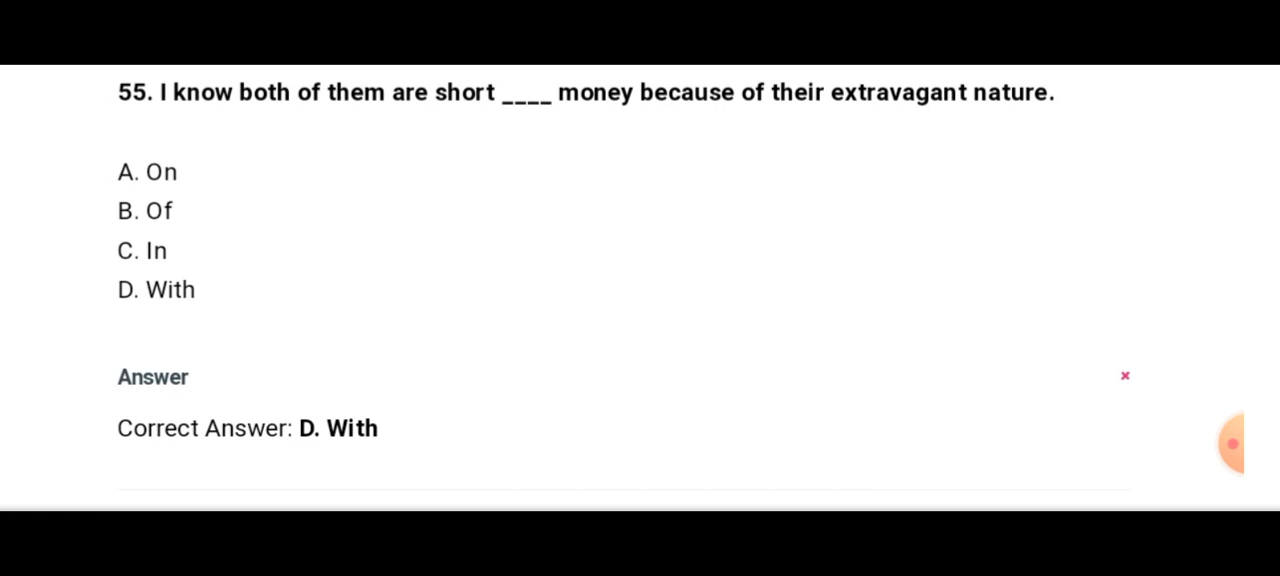 55. I know both of them are short ____ money because of their extravagant nature.
A. On
B. Of
C. In
D. With
Answer
Correct Answer: D. With